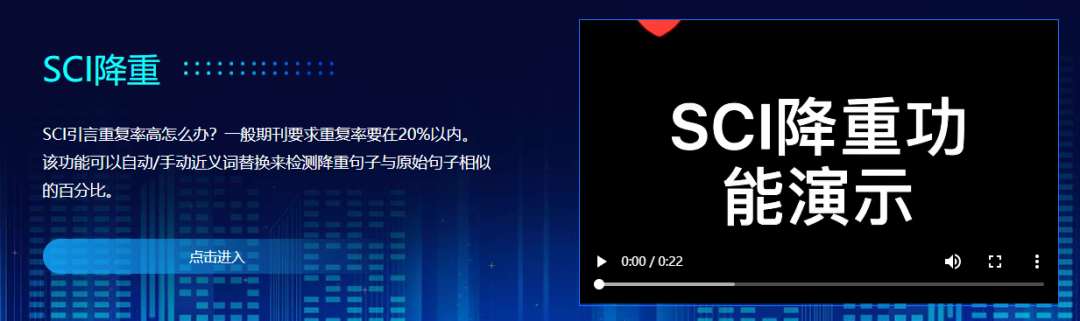 SCI降重
SCI引言重复率高怎么办？一般期刊要求重复率要在20%以内。
该功能可以自动/手动近义词替换来检测降重句子与原始句子相似
的百分比。
点击进入
SCI降重功
能演示
0:00 / 0:22